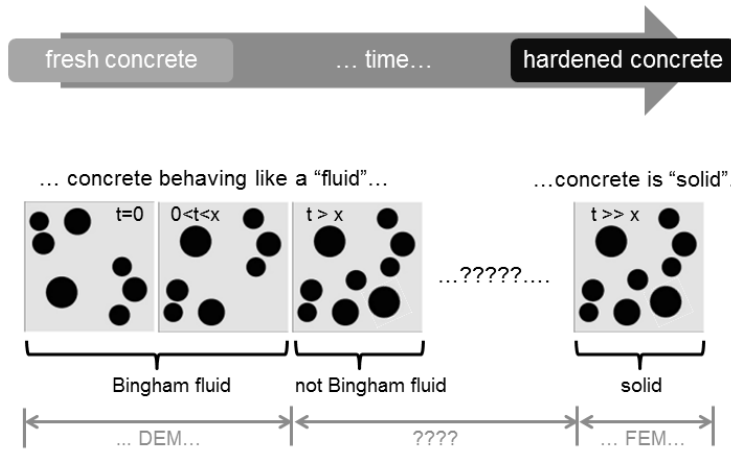 fresh concrete … time… hardened concrete
… concrete behaving like a “fluid”… …concrete is “solid”.
t=0 0<t<x t > x t >> x
…?????….
Bingham fluid not Bingham fluid solid
... DEM... ???? ... FEM...